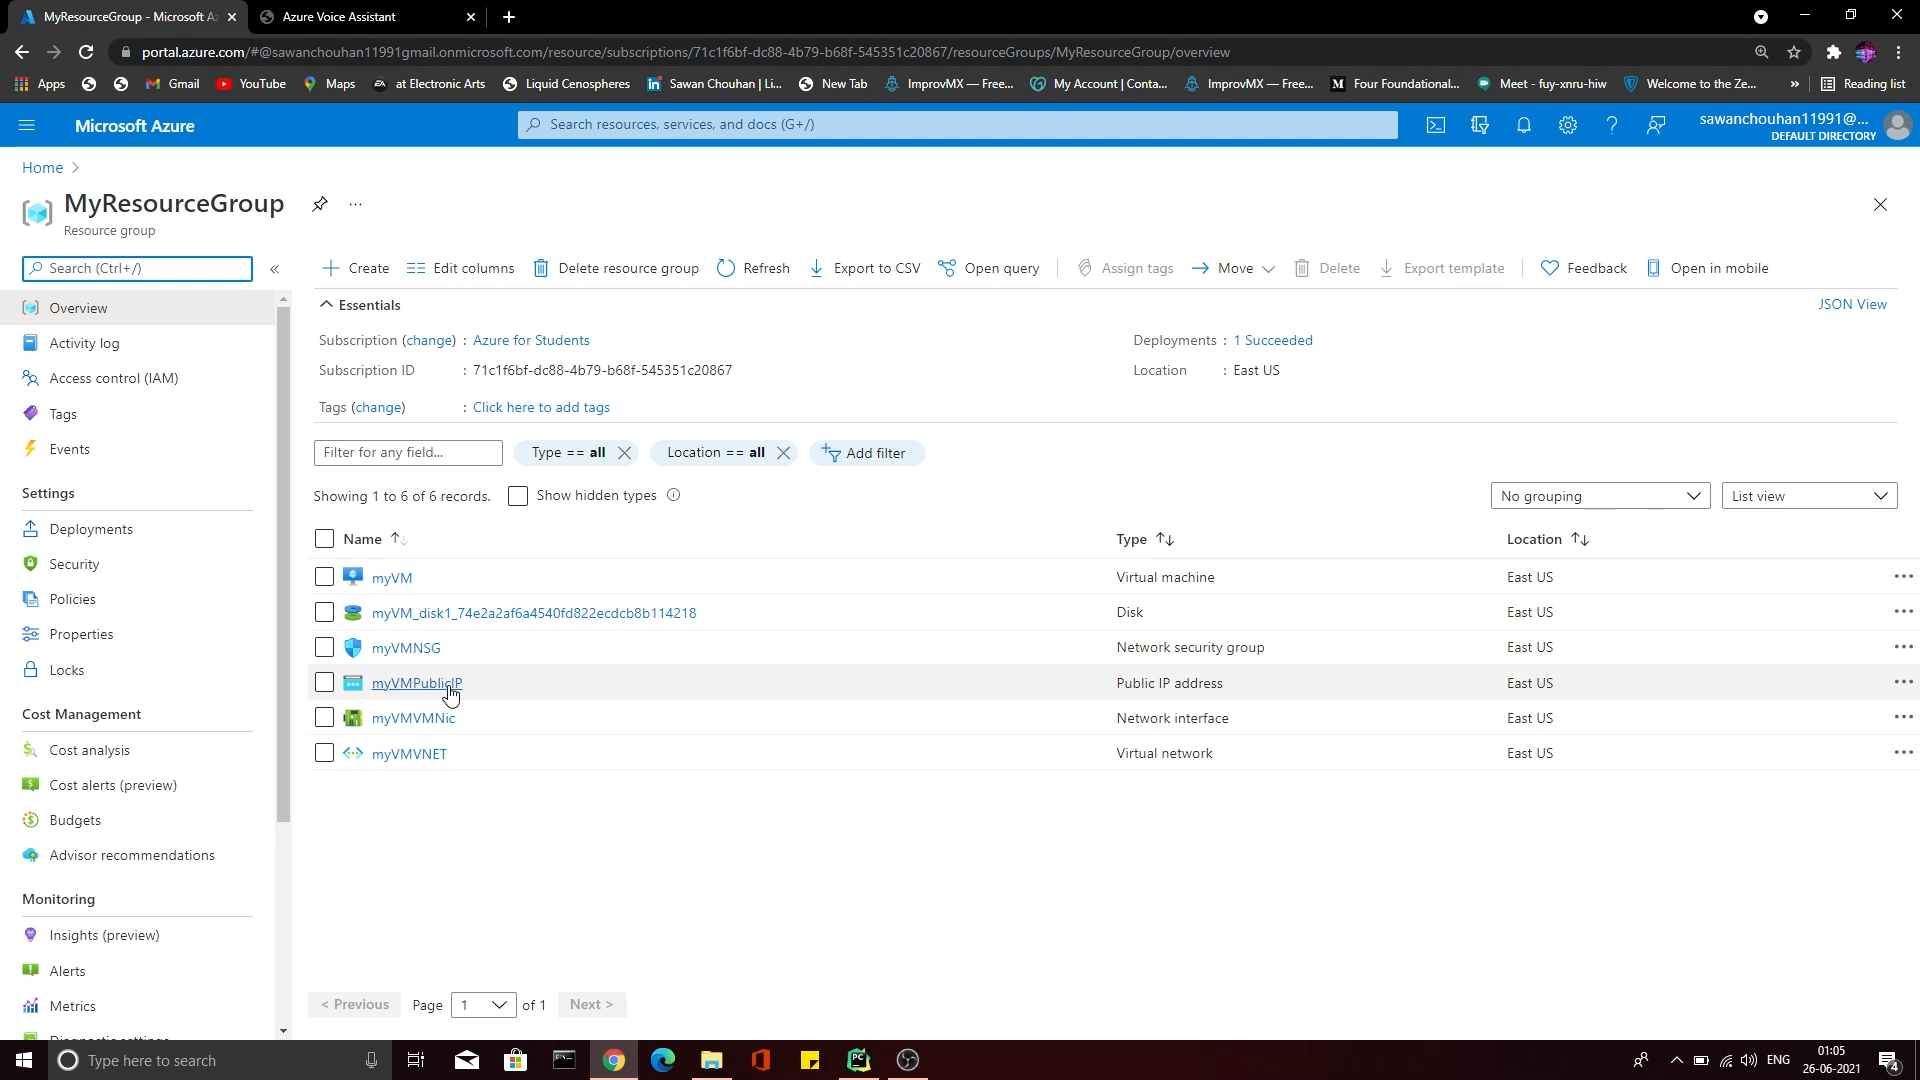 MyResourceGroup - Microsoft A
Azure Voice Assistant
portal.azure.com/#@sawanchouhan11991gmail.onmicrosoft.com/resource/subscriptions/71c1f6bf-dc88-4b79-b68f-545351c20867/resourceGroups/MyResourceGroup/overview
Apps
Gmail
YouTube
Maps
at Electronic Arts
Liquid Cenospheres
Sawan Chouhan | Li...
New Tab
ImprovMX — Free...
My Account | Conta...
ImprovMX — Free...
Four Foundational...
Meet - fuy-xnru-hiw
Welcome to the Ze...
»
Reading list
Microsoft Azure
Search resources, services, and docs (G+/)
sawanchouhan11991@...
DEFAULT DIRECTORY
Home >
MyResourceGroup
Resource group
Search (Ctrl+/)
«
Create
Edit columns
Delete resource group
Refresh
Export to CSV
Open query
Assign tags
Move
Delete
Export template
Feedback
Open in mobile
Overview
Activity log
Access control (IAM)
Tags
Events
Settings
Deployments
Security
Policies
Properties
Locks
Cost Management
Cost analysis
Cost alerts (preview)
Budgets
Advisor recommendations
Monitoring
Insights (preview)
Alerts
Metrics
Essentials
JSON View
Subscription (change) : Azure for Students
Deployments : 1 Succeeded
Subscription ID : 71c1f6bf-dc88-4b79-b68f-545351c20867
Location : East US
Tags (change) : Click here to add tags
Filter for any field...
Type == all
Location == all
Add filter
Showing 1 to 6 of 6 records.
Show hidden types
No grouping
List view
Name Type Location
myVM Virtual machine East US
myVM_disk1_74e2a2af6a4540fd822ecdcb8b114218 Disk East US
myVMNSG Network security group East US
myVMPublicIP Public IP address East US
myVMVMNic Network interface East US
myVMVNET Virtual network East US
< Previous
Page 1 of 1
Next >
Type here to search
PC
ENG
01:05
26-06-2021
4